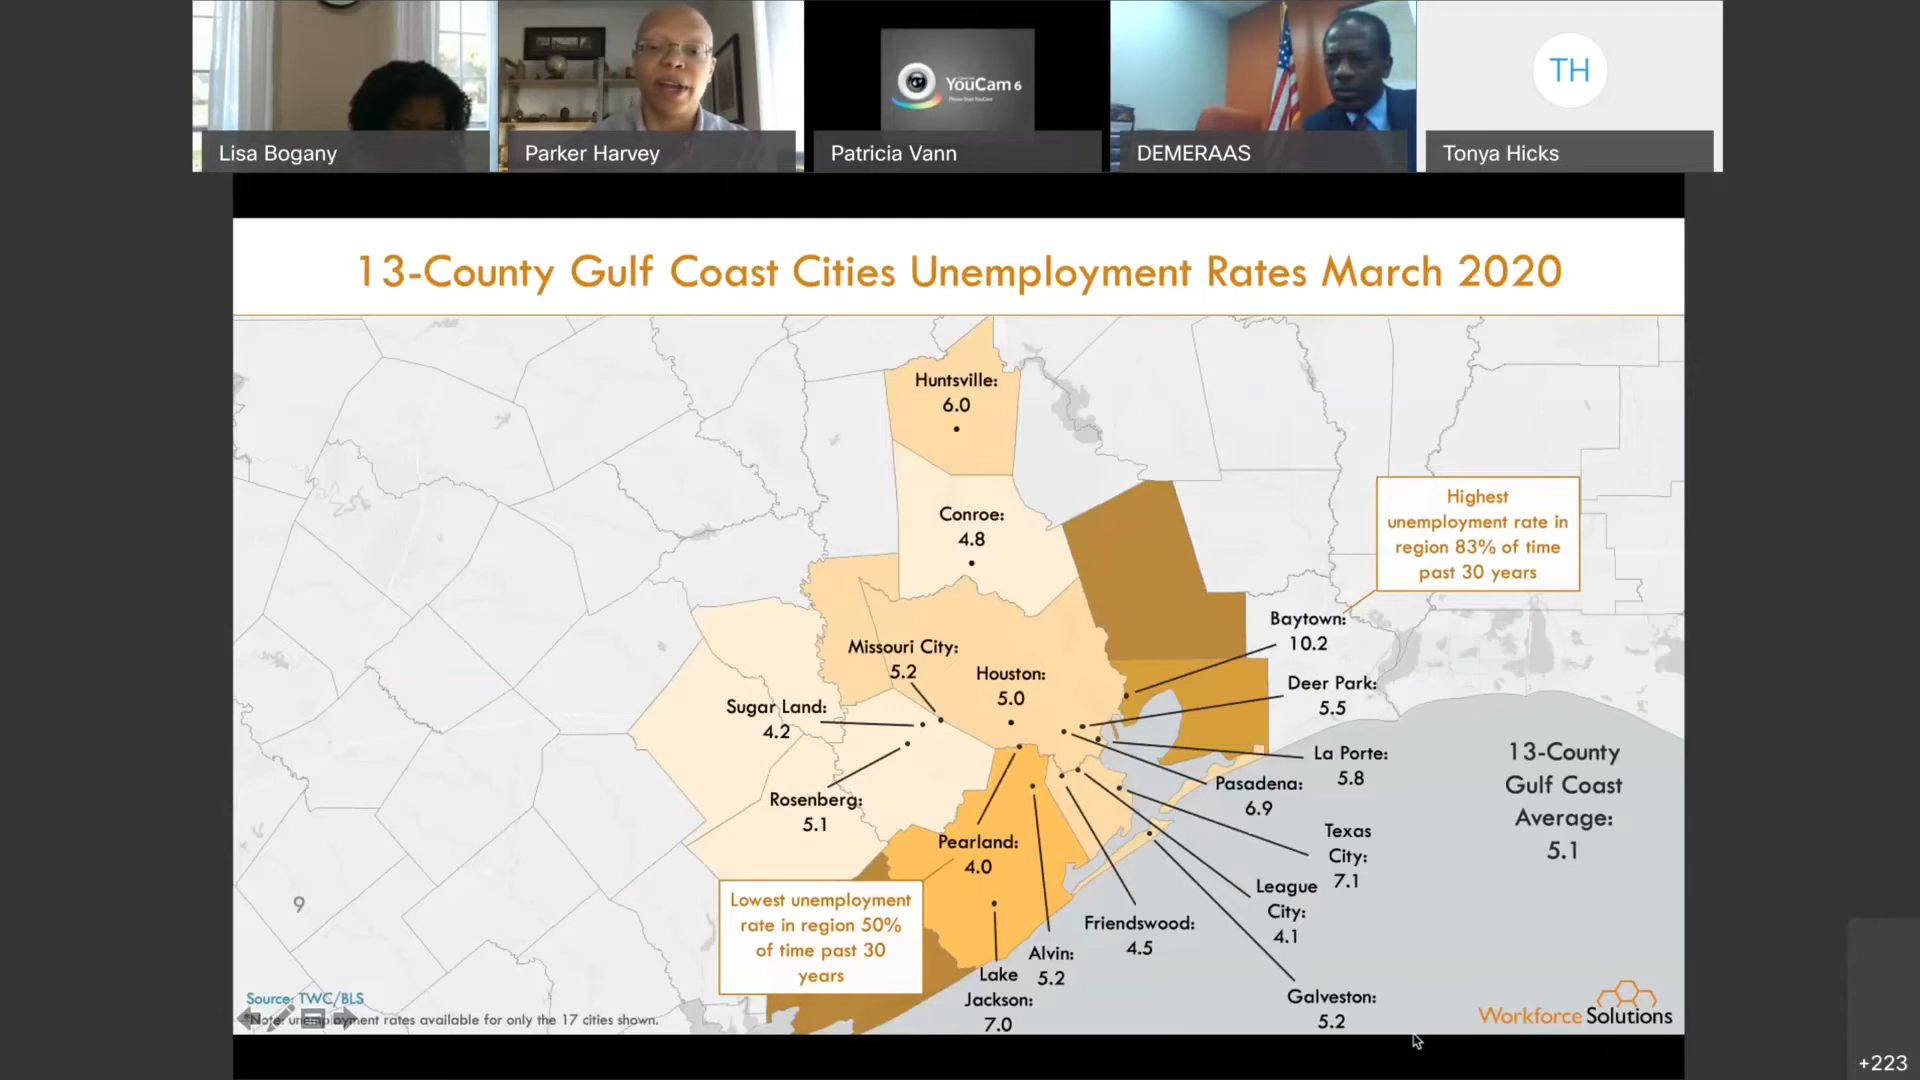 YouCam 6
Lisa Bogany
Parker Harvey
Patricia Vann
DEMERAAS
TH
Tonya Hicks
13-County Gulf Coast Cities Unemployment Rates March 2020
Huntsville:
6.0
Conroe:
4.8
Highest
unemployment rate in
region 83% of time
past 30 years
Baytown:
10.2
Missouri City:
5.2
Houston:
5.0
Deer Park:
5.5
Sugar Land:
4.2
La Porte:
5.8
13-County
Gulf Coast
Average:
5.1
Pasadena:
6.9
Rosenberg:
5.1
Texas
City:
7.1
Pearland:
4.0
League
City:
4.1
Lowest unemployment
rate in region 50%
of time past 30
years
9
Friendswood:
4.5
Alvin:
5.2
Lake
Jackson:
7.0
Galveston:
5.2
Source: TWC/BLS
*Note: unemployment rates available for only the 17 cities shown.
Workforce Solutions
+223